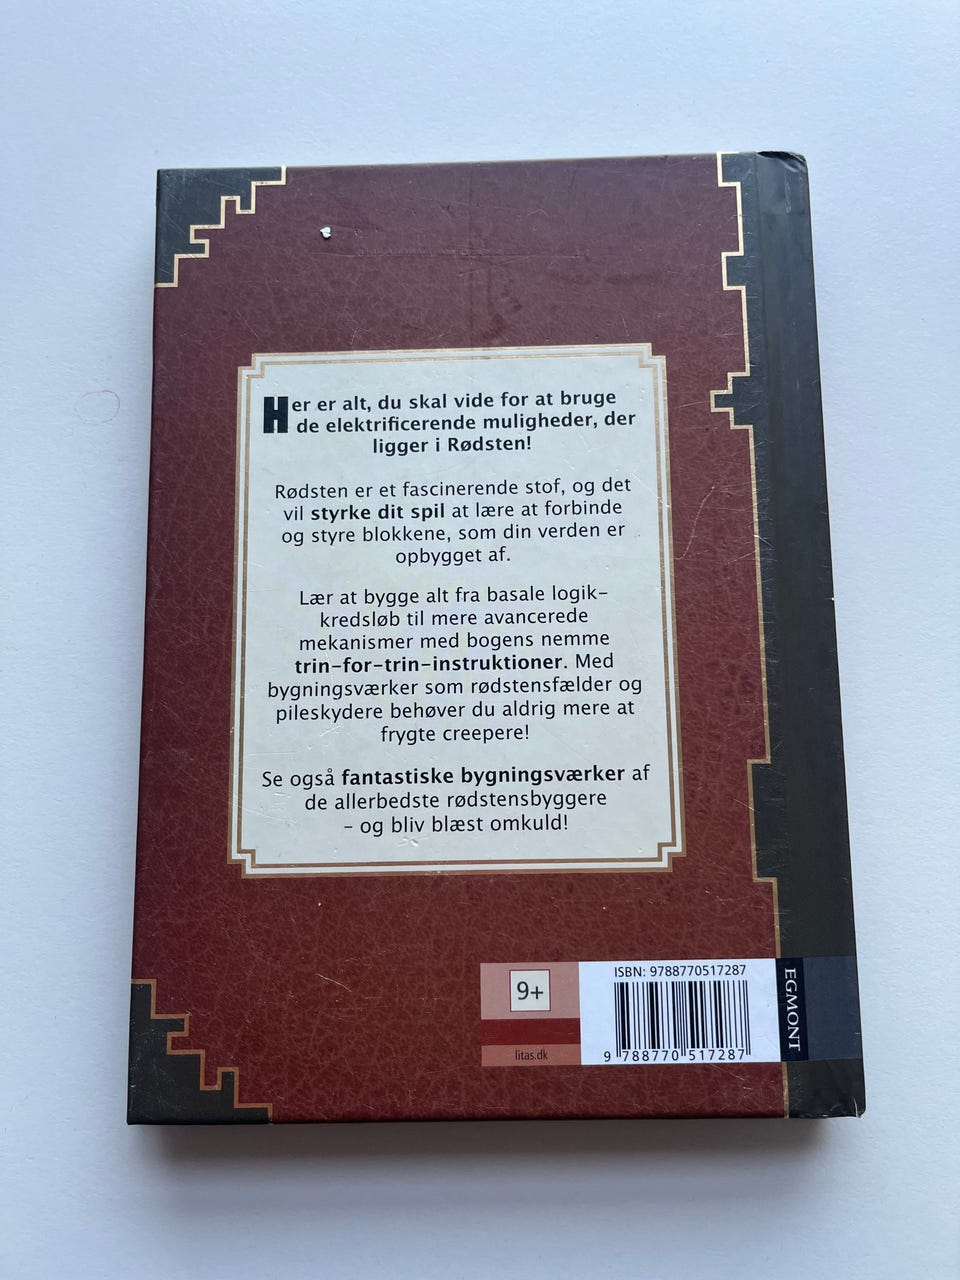 Her er alt, du skal vide for at bruge
de elektrificerende muligheder, der
ligger i Rødsten!
Rødsten er et fascinerende stof, og det
vil styrke dit spil at lære at forbinde
og styre blokkene, som din verden er
opbygget af.
Lær at bygge alt fra basale logik-
kredsløb til mere avancerede
mekanismer med bogens nemme
trin-for-trin-instruktioner. Med
bygningsværker som rødstensfælder og
pileskydere behøver du aldrig mere at
frygte creepere!
Se også fantastiske bygningsværker af
de allerbedste rødstensbyggere
– og bliv blæst omkuld!
9+
litas.dk
ISBN: 9788770517287
9 788770 517287
EGMONT